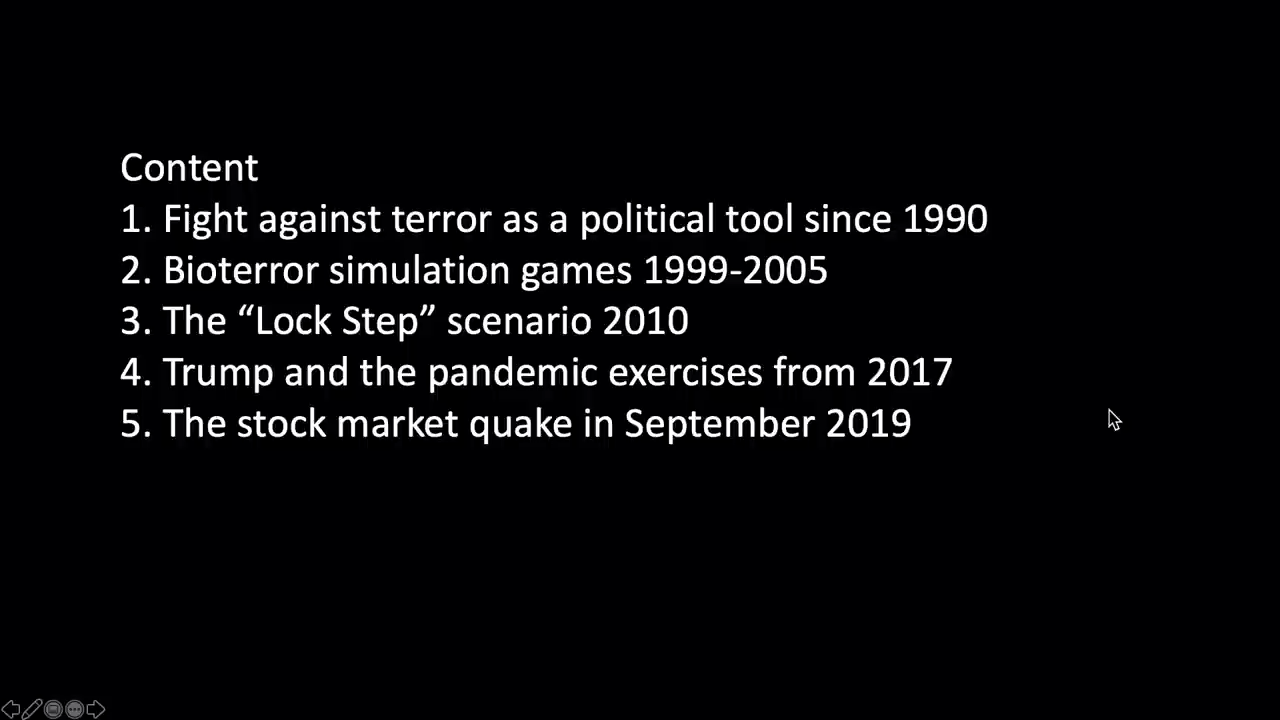 Content
1. Fight against terror as a political tool since 1990
2. Bioterror simulation games 1999-2005
3. The “Lock Step” scenario 2010
4. Trump and the pandemic exercises from 2017
5. The stock market quake in September 2019